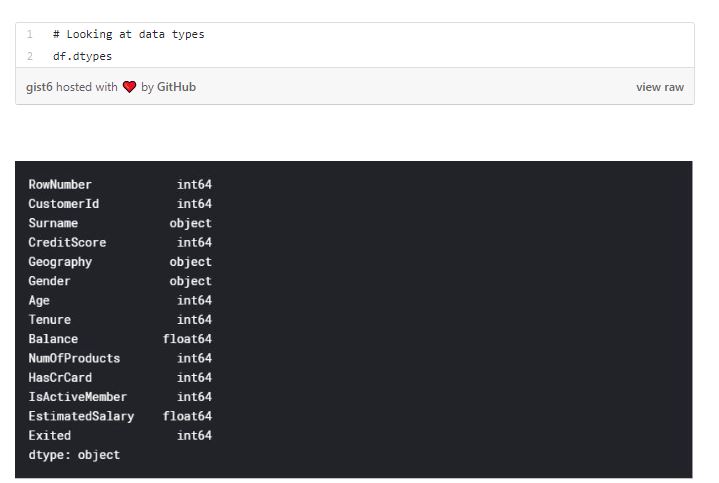 1 # Looking at data types
2 df.dtypes
gist6 hosted with ❤ by GitHub view raw
RowNumber int64
CustomerId int64
Surname object
CreditScore int64
Geography object
Gender object
Age int64
Tenure int64
Balance float64
NumOfProducts int64
HasCrCard int64
IsActiveMember int64
EstimatedSalary float64
Exited int64
dtype: object